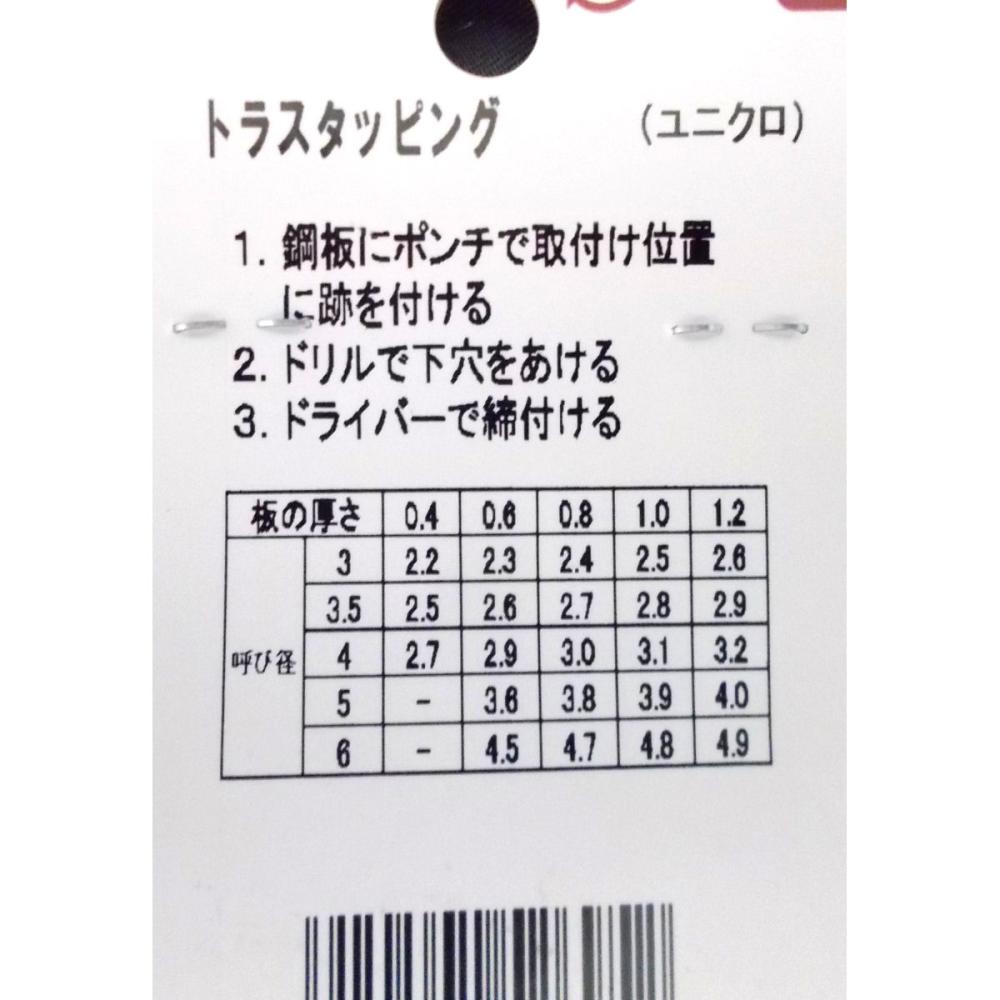 トラスタッピング (ユニクロ)
1. 鋼板にポンチで取付け位置
に跡を付ける
2. ドリルで下穴をあける
3. ドライバーで締付ける
板の厚さ 0.4 0.6 0.8 1.0 1.2
3 2.2 2.3 2.4 2.5 2.6
3.5 2.5 2.6 2.7 2.8 2.9
呼び径 4 2.7 2.9 3.0 3.1 3.2
5 - 3.6 3.8 3.9 4.0
6 - 4.5 4.7 4.8 4.9